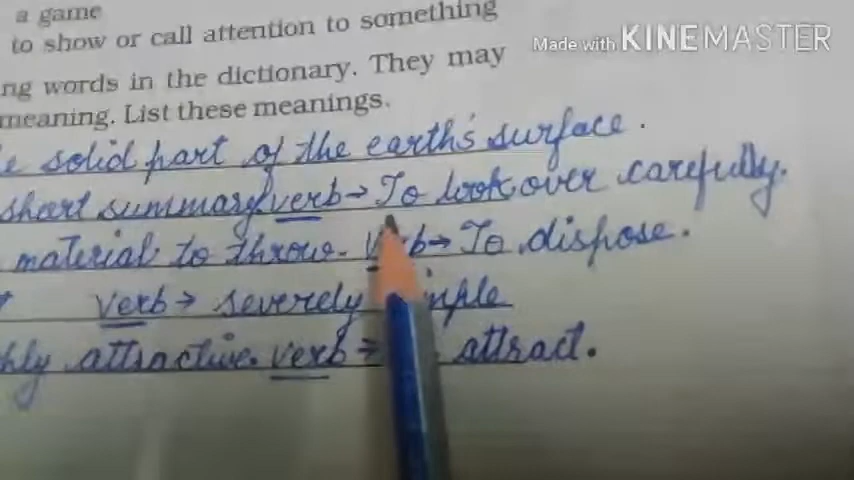 a game
to show or call attention to something
Made with KINEMASTER
ng words in the dictionary. They may
meaning. List these meanings.
e solid part of the earth's surface.
short summary verb → To look over carefully.
material to throw. verb → To dispose.
verb → severely
hly attractive. verb → attract.